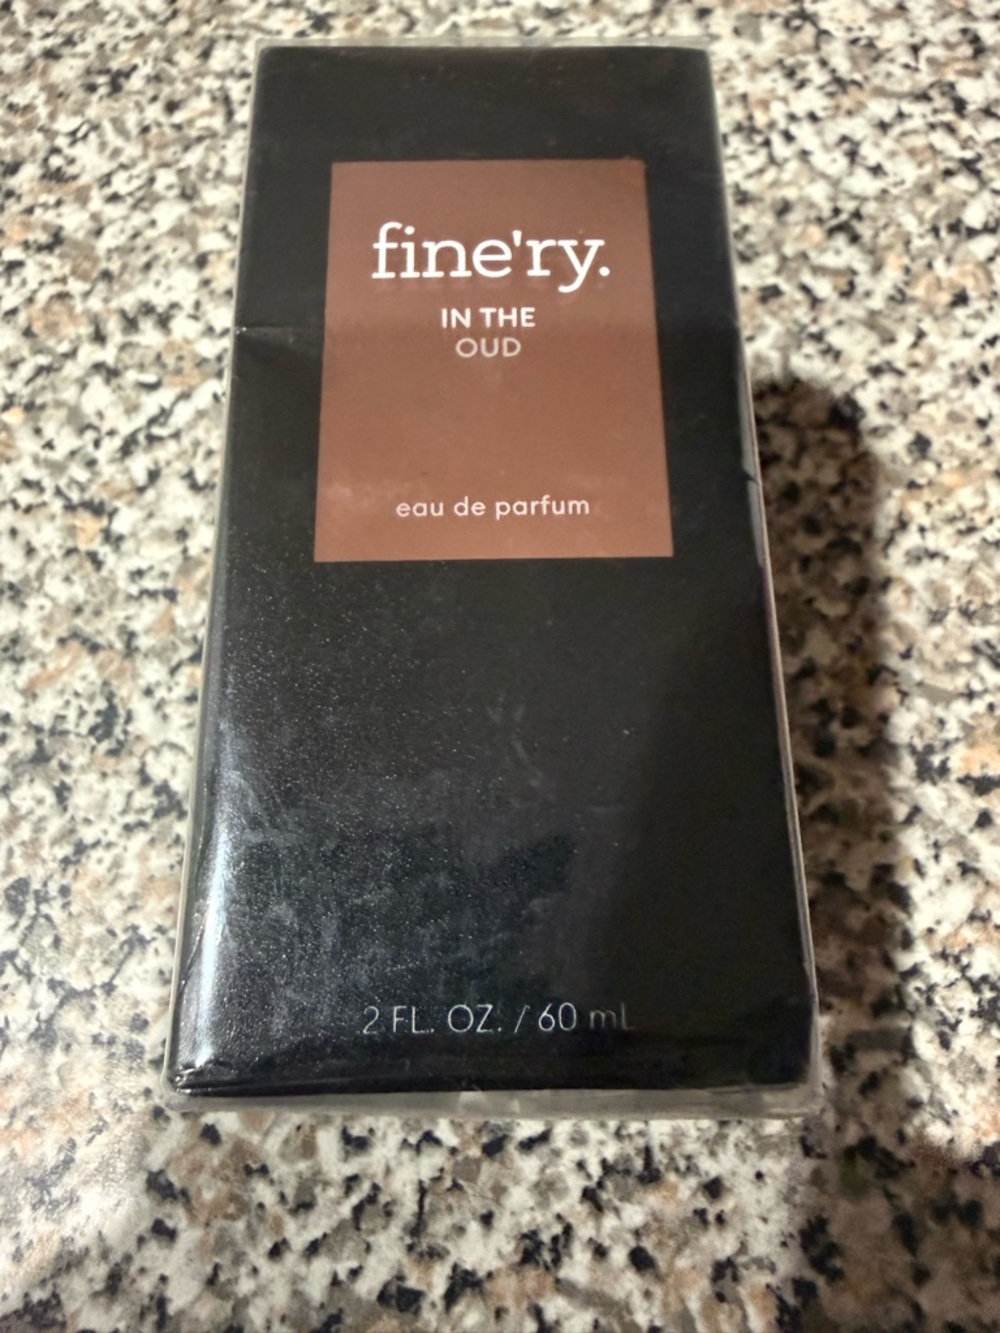 fine'ry.
IN THE
OUD
eau de parfum
2 FL. OZ. / 60 mL